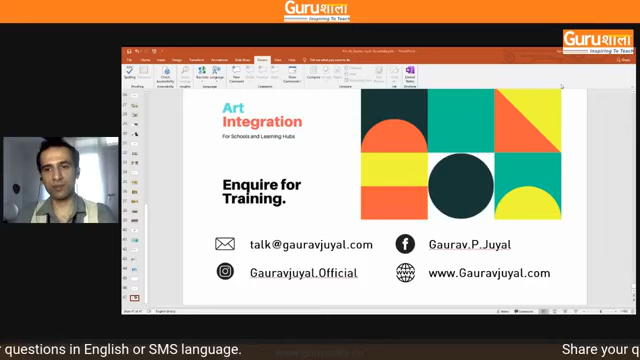 Guruशाला
Inspiring To Teach
Guruशाला
Inspiring To Teach
Art
Integration
For Schools and Learning Hubs
Enquire for
Training.
talk@gauravjuyal.com
Gaurav.P.Juyal
Gauravjuyal.Official
www.Gauravjuyal.com
r questions in English or SMS language.
Share your q